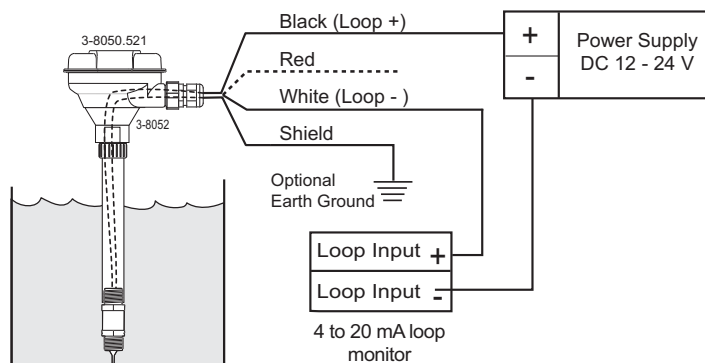 3-8050.521
3-8052
Black (Loop +)
Red
White (Loop - )
Shield
Optional
Earth Ground
+
-
Power Supply
DC 12 - 24 V
Loop Input +
Loop Input -
4 to 20 mA loop
monitor